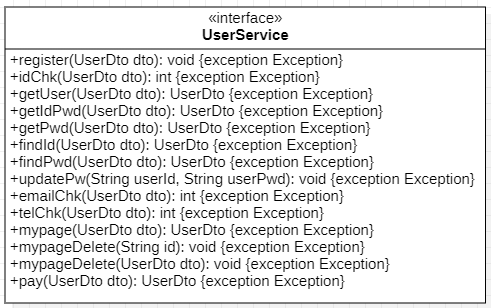 «interface»
UserService
+register(UserDto dto): void {exception Exception}
+idChk(UserDto dto): int {exception Exception}
+getUser(UserDto dto): UserDto {exception Exception}
+getIdPwd(UserDto dto): UserDto {exception Exception}
+getPwd(UserDto dto): UserDto {exception Exception}
+findId(UserDto dto): UserDto {exception Exception}
+findPwd(UserDto dto): UserDto {exception Exception}
+updatePw(String userId, String userPwd): void {exception Exception}
+emailChk(UserDto dto): int {exception Exception}
+telChk(UserDto dto): int {exception Exception}
+mypage(UserDto dto): UserDto {exception Exception}
+mypageDelete(String id): void {exception Exception}
+mypageDelete(UserDto dto): void {exception Exception}
+pay(UserDto dto): UserDto {exception Exception}